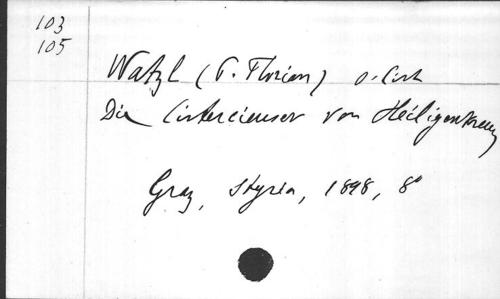 103
105
Watzl (P. Florian) o. Cist
Die Cistercienser von Heiligenkreuz
Graz, Styria, 1898, 8°